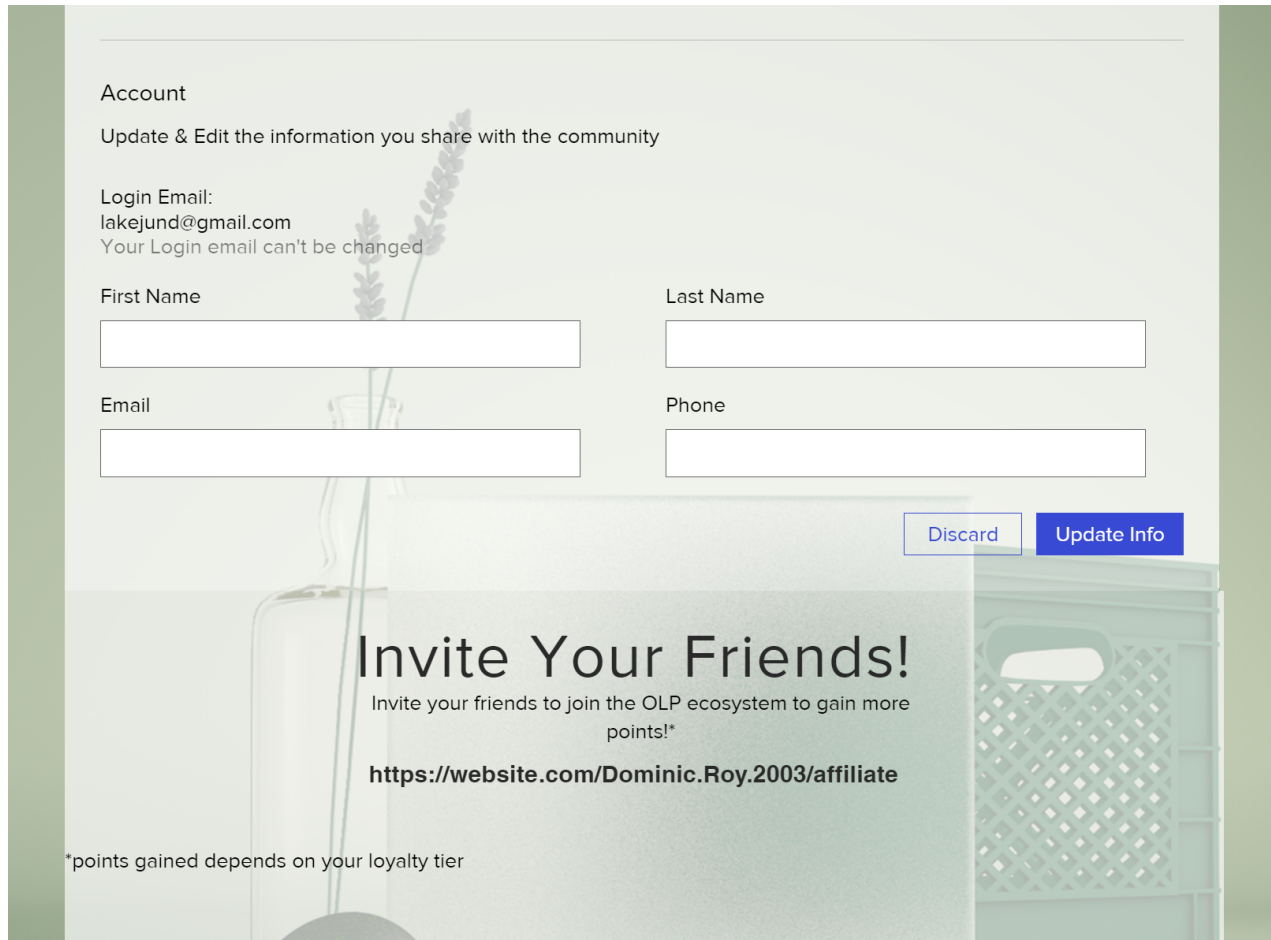 Account
Update & Edit the information you share with the community
Login Email:
lakejund@gmail.com
Your Login email can't be changed
First Name
Last Name
Email
Phone
Discard
Update Info
Invite Your Friends!
Invite your friends to join the OLP ecosystem to gain more
points!*
https://website.com/Dominic.Roy.2003/affiliate
*points gained depends on your loyalty tier